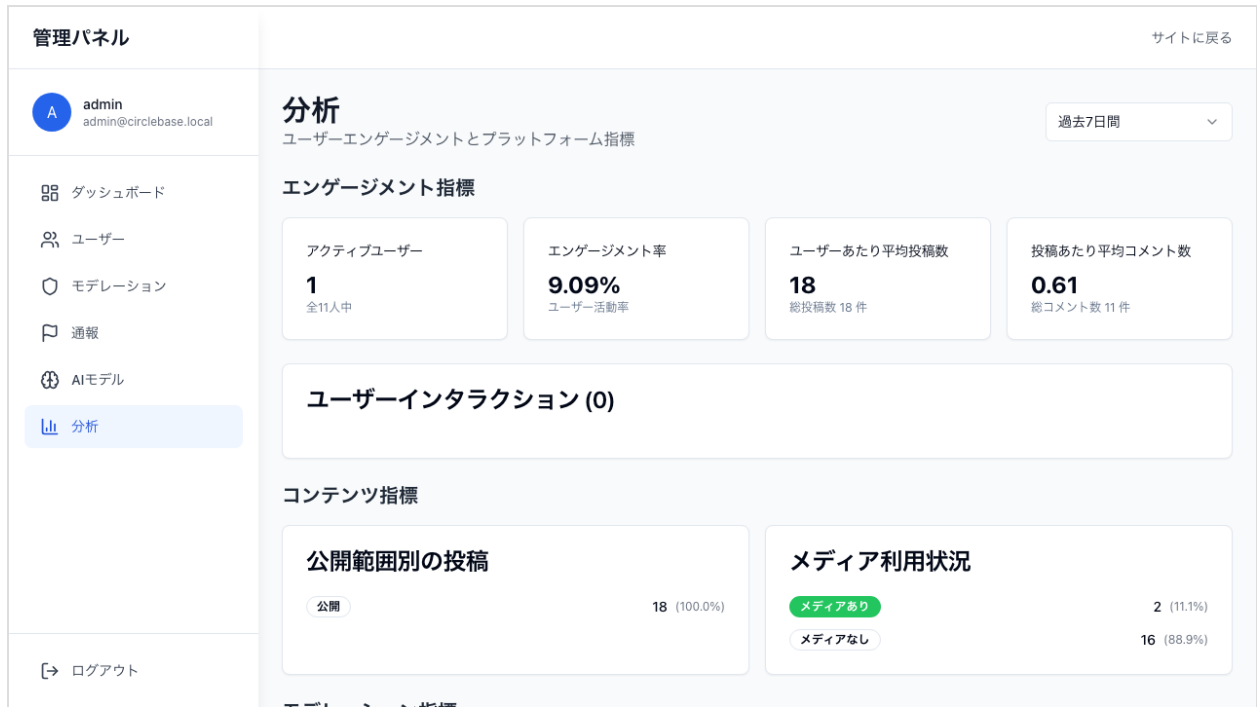 管理パネル
サイトに戻る
A
admin
admin@circlebase.local
ダッシュボード
ユーザー
モデレーション
通報
AIモデル
分析
ログアウト
分析
ユーザーエンゲージメントとプラットフォーム指標
過去7日間
エンゲージメント指標
アクティブユーザー
1
全11人中
エンゲージメント率
9.09%
ユーザー活動率
ユーザーあたり平均投稿数
18
総投稿数 18 件
投稿あたり平均コメント数
0.61
総コメント数 11 件
ユーザーインタラクション (0)
コンテンツ指標
公開範囲別の投稿
公開 18 (100.0%)
メディア利用状況
メディアあり 2 (11.1%)
メディアなし 16 (88.9%)
モデレーション指標